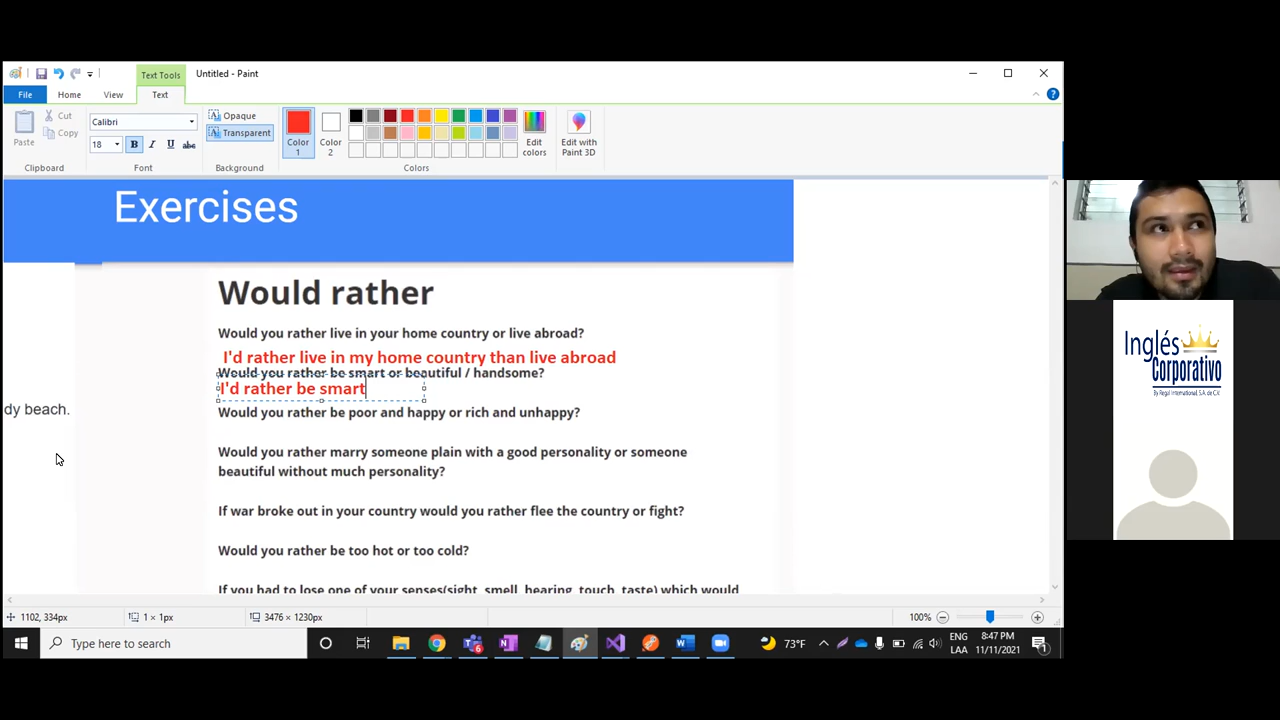 Text Tools
Untitled - Paint
File
Home
View
Text
Paste
Cut
Copy
Clipboard
Calibri
18
B
I
U
abc
Font
Opaque
Transparent
Background
Color
1
Color
2
Edit
colors
Edit with
Paint 3D
Colors
Exercises
Would rather
Would you rather live in your home country or live abroad?
I'd rather live in my home country than live abroad
Would you rather be smart or beautiful / handsome?
I'd rather be smart
dy beach.
Would you rather be poor and happy or rich and unhappy?
Would you rather marry someone plain with a good personality or someone
beautiful without much personality?
If war broke out in your country would you rather flee the country or fight?
Would you rather be too hot or too cold?
If you had to lose one of your senses(sight, smell, hearing, touch, taste) which would
1102, 334px
1 × 1px
3476 × 1230px
100%
Type here to search
73°F
ENG
LAA
8:47 PM
11/11/2021
Inglés
Corporativo
By Regal International, S.A. de C.V.